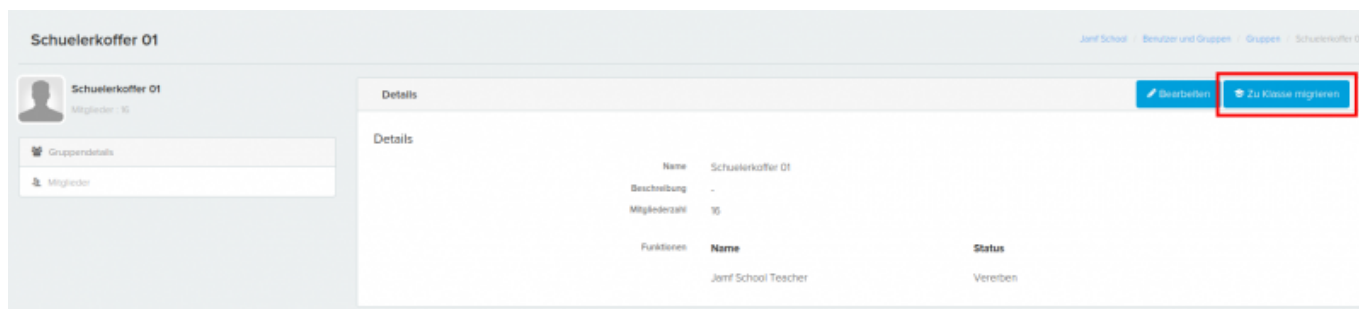 Schuelerkoffer 01
Jamf School / Benutzer und Gruppen / Gruppen / Schuelerkoffer 0
Schuelerkoffer 01
Mitglieder : 16
Gruppendetails
Mitglieder
Details
Bearbeiten
Zu Klasse migrieren
Details
Name Schuelerkoffer 01
Beschreibung -
Mitgliederzahl 16
Funktionen Name Status
Jamf School Teacher Vererben